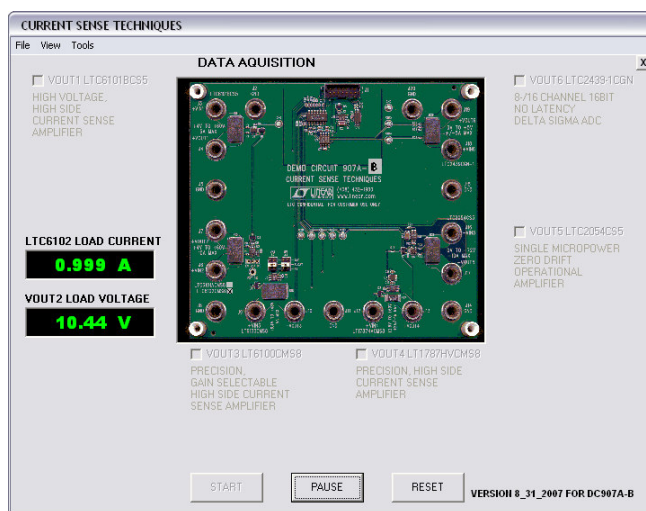 CURRENT SENSE TECHNIQUES
File View Tools
DATA AQUISITION
X
VOUT1 LTC6101BCS5
HIGH VOLTAGE,
HIGH SIDE
CURRENT SENSE
AMPLIFIER
VOUT6 LTC2439-1CGN
8-/16 CHANNEL 16BIT
NO LATENCY
DELTA SIGMA ADC
DEMO CIRCUIT 907A-B
CURRENT SENSE TECHNIQUES
LTC6102 LOAD CURRENT
0.999 A
VOUT2 LOAD VOLTAGE
10.44 V
VOUT5 LTC2054CS5
SINGLE MICROPOWER
ZERO DRIFT
OPERATIONAL
AMPLIFIER
VOUT3 LT6100CMS8
PRECISION,
GAIN SELECTABLE
HIGH SIDE CURRENT
SENSE AMPLIFIER
VOUT4 LT1787HVCMS8
PRECISION, HIGH SIDE
CURRENT SENSE
AMPLIFIER
START
PAUSE
RESET
VERSION 8_31_2007 FOR DC907A-B